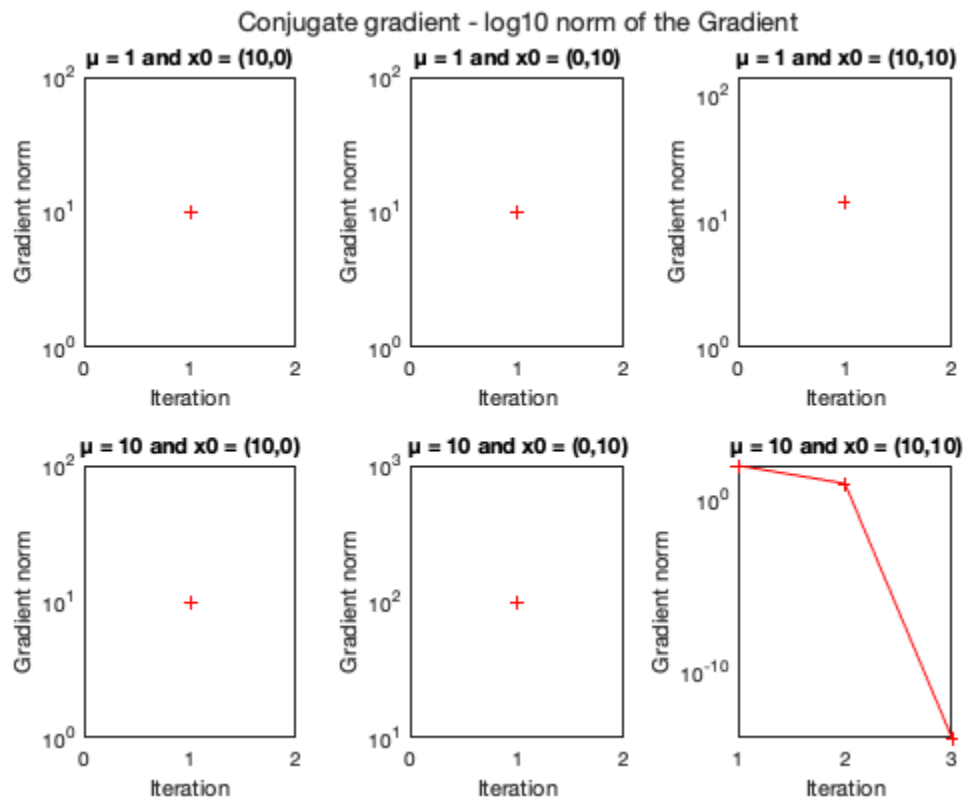 Conjugate gradient - log10 norm of the Gradient
μ = 1 and x0 = (10,0)
10^2
10^1
10^0
Gradient norm
0 1 2
Iteration
μ = 1 and x0 = (0,10)
10^2
10^1
10^0
Gradient norm
0 1 2
Iteration
μ = 1 and x0 = (10,10)
10^2
10^1
10^0
Gradient norm
0 1 2
Iteration
μ = 10 and x0 = (10,0)
10^2
10^1
10^0
Gradient norm
0 1 2
Iteration
μ = 10 and x0 = (0,10)
10^3
10^2
10^1
Gradient norm
0 1 2
Iteration
μ = 10 and x0 = (10,10)
10^0
10^-10
Gradient norm
1 2 3
Iteration